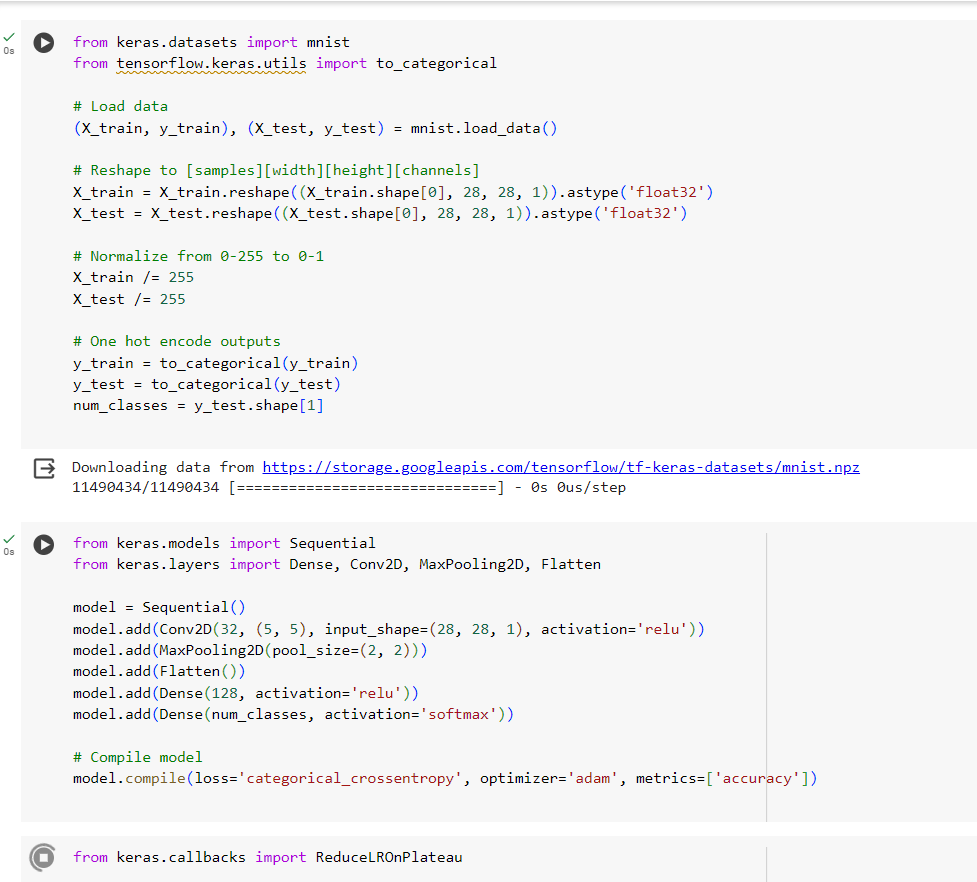 0s
from keras.datasets import mnist
from tensorflow.keras.utils import to_categorical
# Load data
(X_train, y_train), (X_test, y_test) = mnist.load_data()
# Reshape to [samples][width][height][channels]
X_train = X_train.reshape((X_train.shape[0], 28, 28, 1)).astype('float32')
X_test = X_test.reshape((X_test.shape[0], 28, 28, 1)).astype('float32')
# Normalize from 0-255 to 0-1
X_train /= 255
X_test /= 255
# One hot encode outputs
y_train = to_categorical(y_train)
y_test = to_categorical(y_test)
num_classes = y_test.shape[1]
Downloading data from https://storage.googleapis.com/tensorflow/tf-keras-datasets/mnist.npz
11490434/11490434 [==============================] - 0s 0us/step
0s
from keras.models import Sequential
from keras.layers import Dense, Conv2D, MaxPooling2D, Flatten
model = Sequential()
model.add(Conv2D(32, (5, 5), input_shape=(28, 28, 1), activation='relu'))
model.add(MaxPooling2D(pool_size=(2, 2)))
model.add(Flatten())
model.add(Dense(128, activation='relu'))
model.add(Dense(num_classes, activation='softmax'))
# Compile model
model.compile(loss='categorical_crossentropy', optimizer='adam', metrics=['accuracy'])
from keras.callbacks import ReduceLROnPlateau